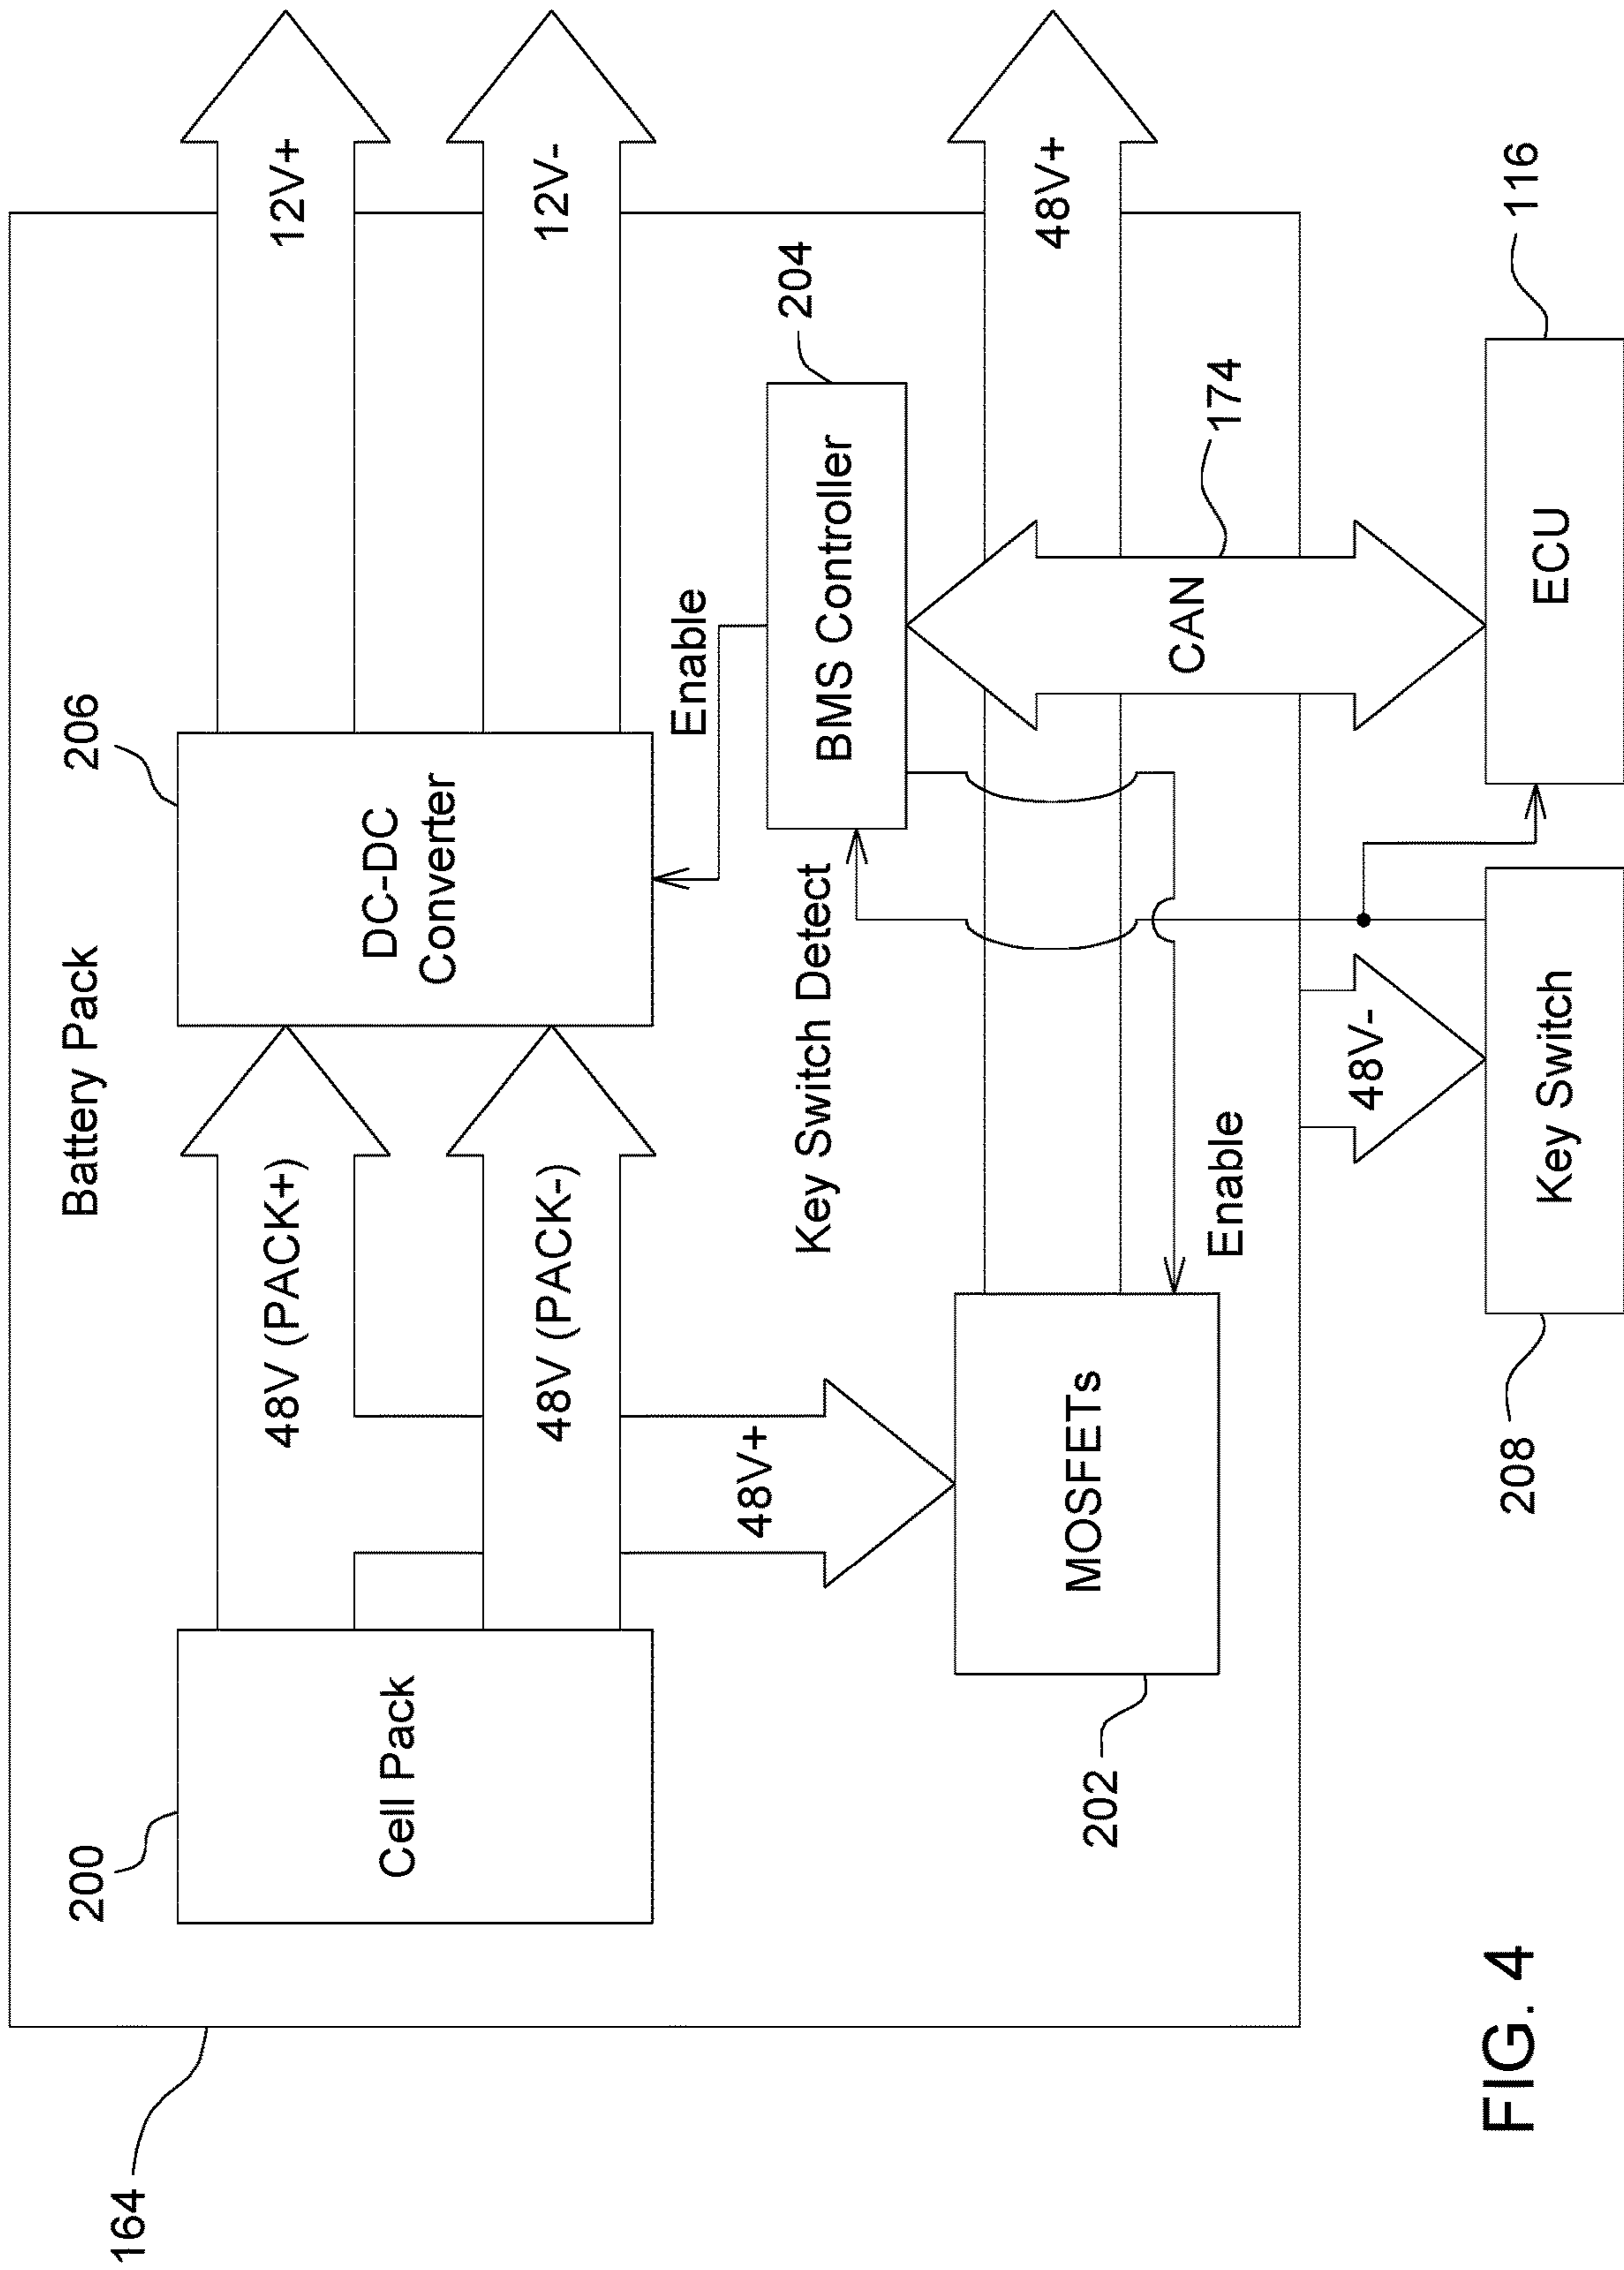 164
Battery Pack
200
206
Cell Pack
48V (PACK+)
DC-DC
Converter
12V+
48V (PACK-)
12V-
Enable
48V+
Key Switch Detect
BMS Controller
204
MOSFETs
48V+
202
Enable
CAN
174
48V-
208
Key Switch
ECU
116
FIG. 4